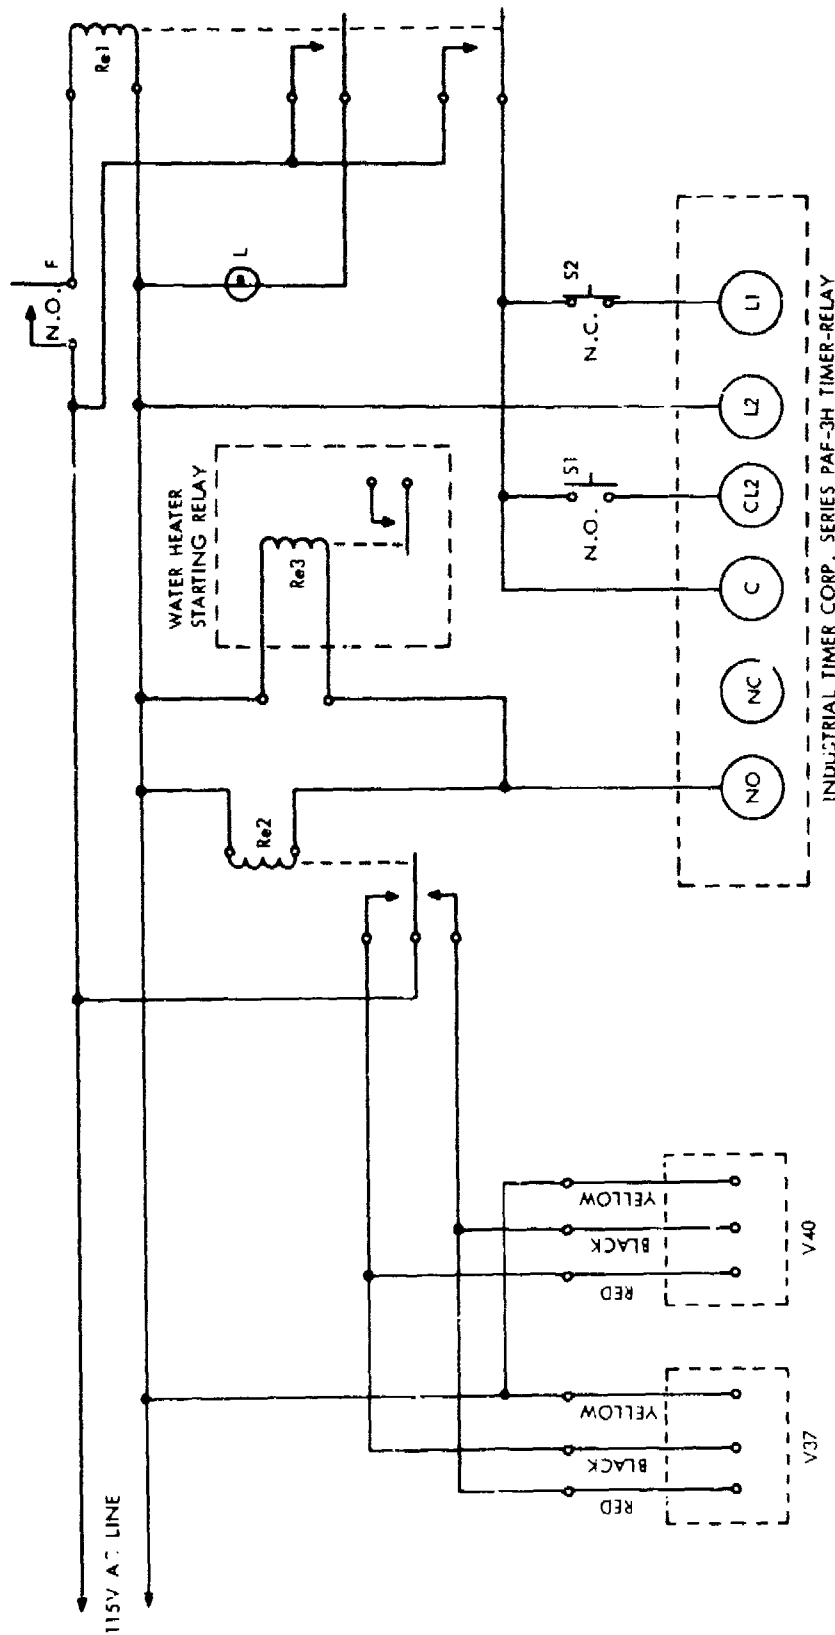 115V AC LINE
N.O.
F
Re1
L
WATER HEATER
STARTING RELAY
Re3
Re2
S1
N.O.
S2
N.C.
NO
NC
C
CL2
L2
L1
INDUSTRIAL TIMER CORP. SERIES PAF-3H TIMER-RELAY
RED
BLACK
YELLOW
V37
RED
BLACK
YELLOW
V40